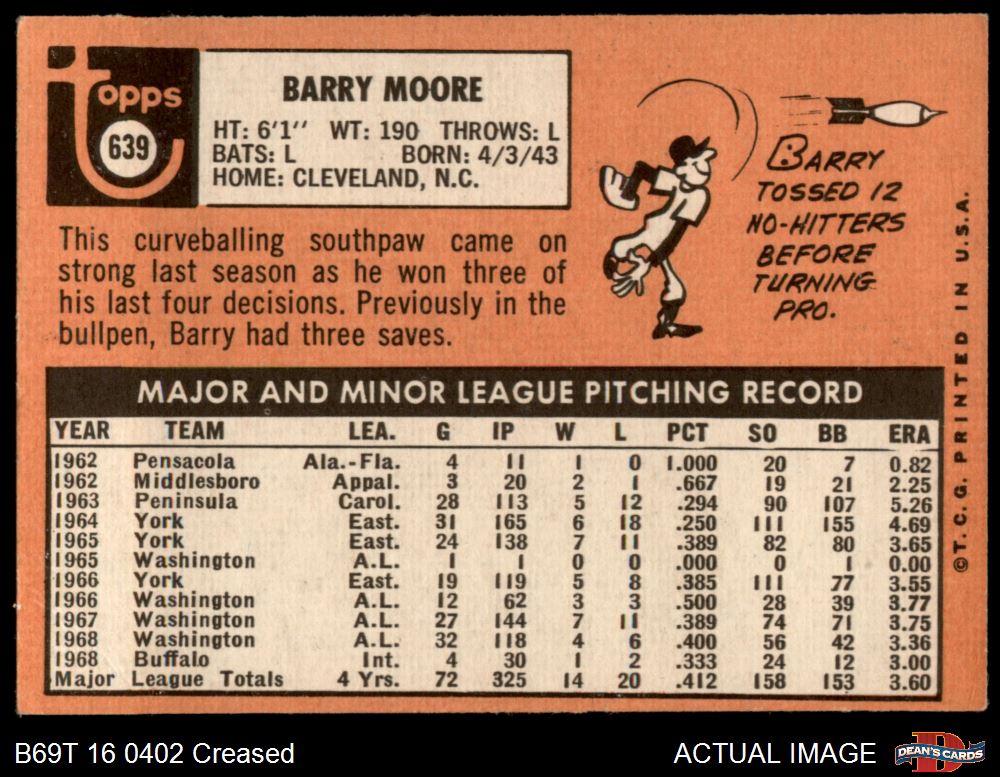 topps
639
BARRY MOORE
HT: 6'1'' WT: 190 THROWS: L
BATS: L BORN: 4/3/43
HOME: CLEVELAND, N.C.
This curveballing southpaw came on
strong last season as he won three of
his last four decisions. Previously in the
bullpen, Barry had three saves.
BARRY
TOSSED 12
NO-HITTERS
BEFORE
TURNING
PRO.
MAJOR AND MINOR LEAGUE PITCHING RECORD
YEAR TEAM LEA. G IP W L PCT SO BB ERA
1962 Pensacola Ala.-Fla. 4 11 1 0 1.000 20 7 0.82
1962 Middlesboro Appal. 3 20 2 1 .667 19 21 2.25
1963 Peninsula Carol. 28 113 5 12 .294 90 107 5.26
1964 York East. 31 165 6 18 .250 111 155 4.69
1965 York East. 24 138 7 11 .389 82 80 3.65
1965 Washington A.L. 1 1 0 0 .000 0 1 0.00
1966 York East. 19 119 5 8 .385 111 77 3.55
1966 Washington A.L. 12 62 3 3 .500 28 39 3.77
1967 Washington A.L. 27 144 7 11 .389 74 71 3.75
1968 Washington A.L. 32 118 4 6 .400 56 42 3.36
1968 Buffalo Int. 4 30 1 2 .333 24 12 3.00
Major League Totals 4 Yrs. 72 325 14 20 .412 158 153 3.60
©T. C. G. PRINTED IN U.S.A.
B69T 16 0402 Creased
ACTUAL IMAGE
DEAN'S CARDS